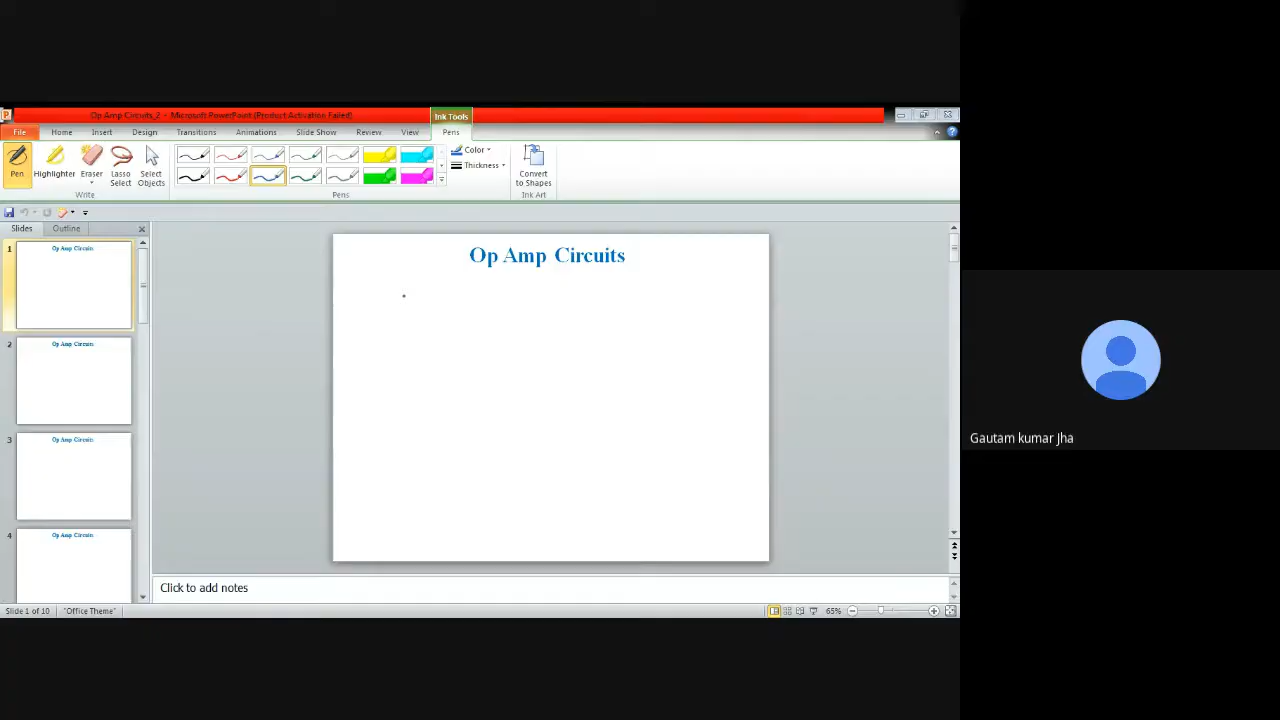 Op Amp Circuits_2 - Microsoft PowerPoint (Product Activation Failed)
Ink Tools
File Home Insert Design Transitions Animations Slide Show Review View Pens
Pen Highlighter Eraser Lasso Select Select Objects
Color
Thickness
Convert to Shapes
Write Pens Ink Art
Slides Outline
1 Op Amp Circuits
2 Op Amp Circuits
3 Op Amp Circuits
4 Op Amp Circuits
Op Amp Circuits
Click to add notes
Slide 1 of 10 "Office Theme" 65%
Gautam kumar Jha